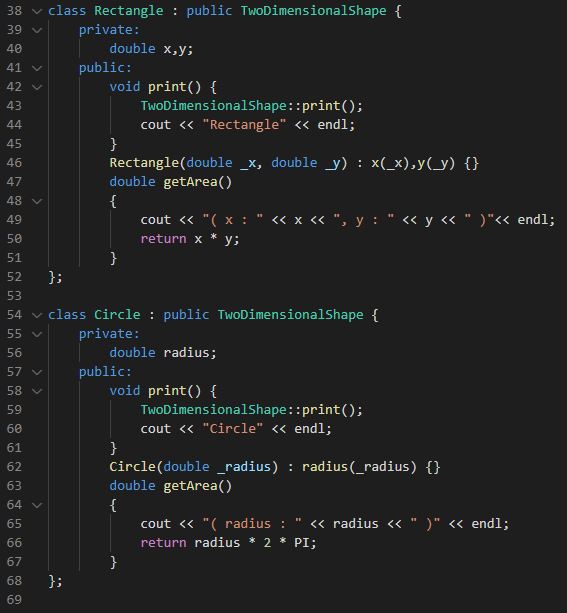 38 class Rectangle : public TwoDimensionalShape {
39     private:
40         double x,y;
41     public:
42         void print() {
43             TwoDimensionalShape::print();
44             cout << "Rectangle" << endl;
45         }
46         Rectangle(double _x, double _y) : x(_x),y(_y) {}
47         double getArea()
48         {
49             cout << "( x : " << x << ", y : " << y << " )"<< endl;
50             return x * y;
51         }
52 };
53
54 class Circle : public TwoDimensionalShape {
55     private:
56         double radius;
57     public:
58         void print() {
59             TwoDimensionalShape::print();
60             cout << "Circle" << endl;
61         }
62         Circle(double _radius) : radius(_radius) {}
63         double getArea()
64         {
65             cout << "( radius : " << radius << " )" << endl;
66             return radius * 2 * PI;
67         }
68 };
69